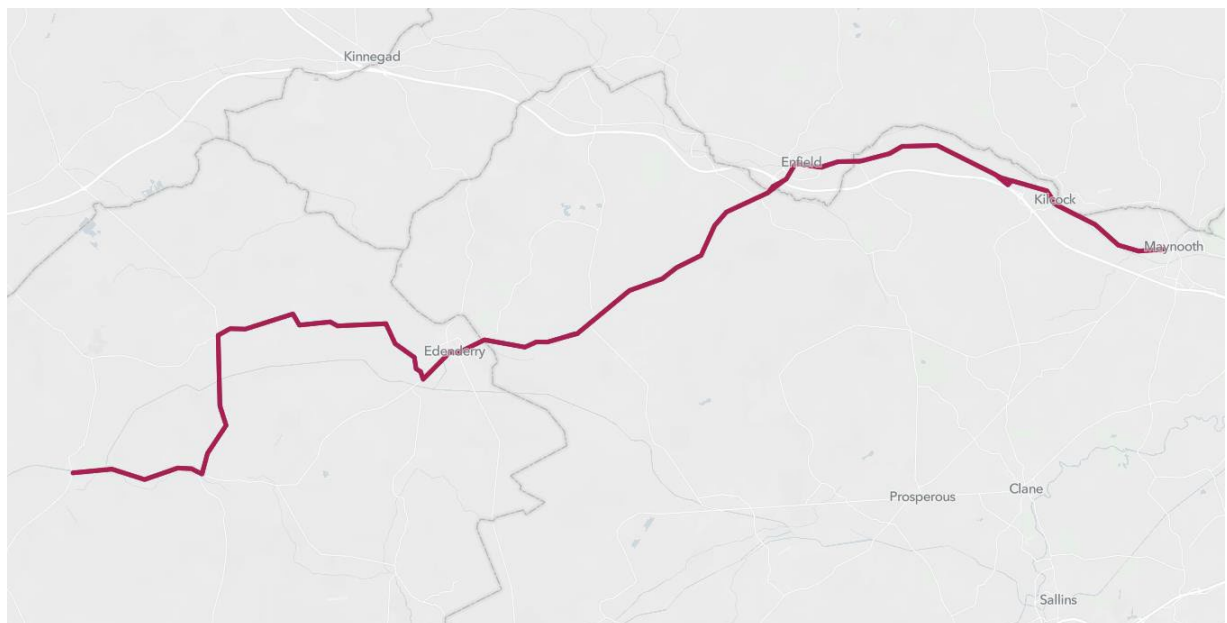 Kinnegad
Enfield
Kilcock
Maynooth
Edenderry
Prosperous
Clane
Sallins